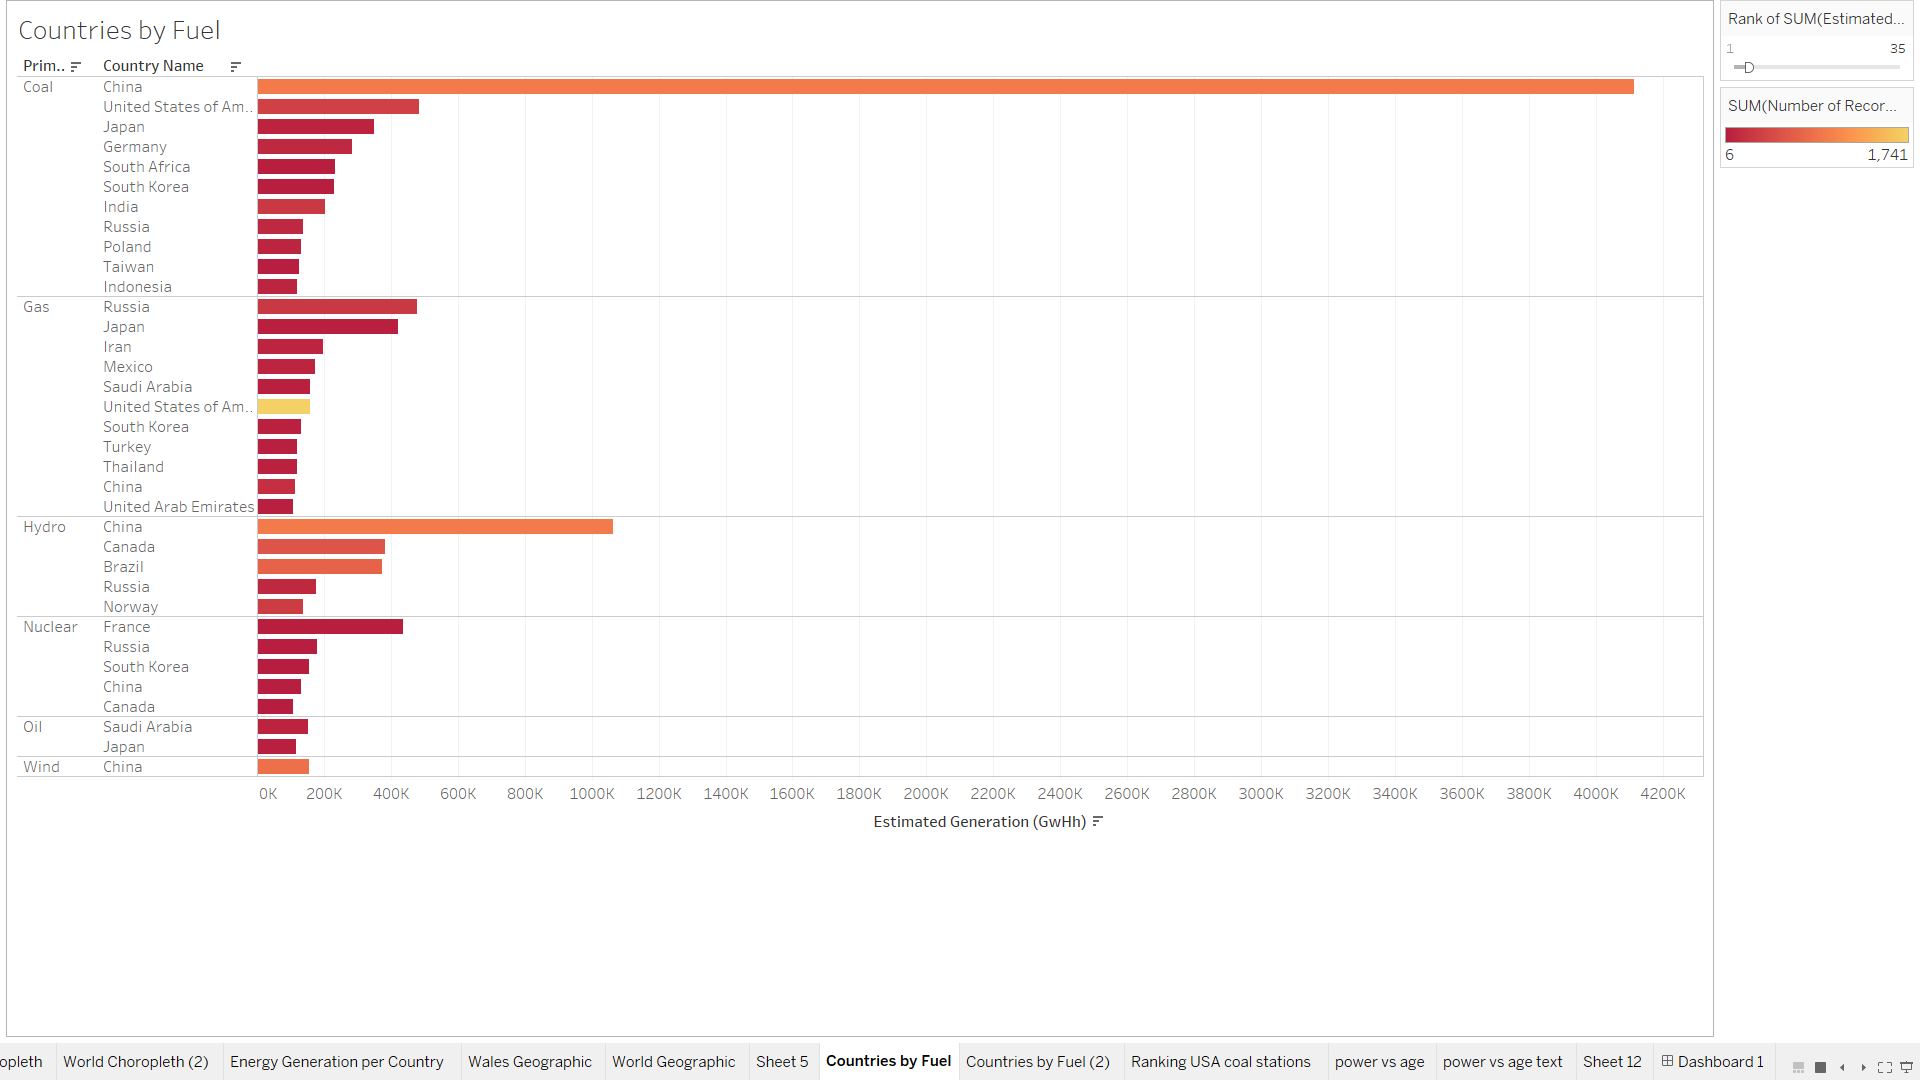 Countries by Fuel
Prim.. Country Name
Coal China
United States of Am..
Japan
Germany
South Africa
South Korea
India
Russia
Poland
Taiwan
Indonesia
Gas Russia
Japan
Iran
Mexico
Saudi Arabia
United States of Am..
South Korea
Turkey
Thailand
China
United Arab Emirates
Hydro China
Canada
Brazil
Russia
Norway
Nuclear France
Russia
South Korea
China
Canada
Oil Saudi Arabia
Japan
Wind China
0K 200K 400K 600K 800K 1000K 1200K 1400K 1600K 1800K 2000K 2200K 2400K 2600K 2800K 3000K 3200K 3400K 3600K 3800K 4000K 4200K
Estimated Generation (GwHh)
Rank of SUM(Estimated...
1 35
SUM(Number of Recor...
6 1,741
opleth World Choropleth (2) Energy Generation per Country Wales Geographic World Geographic Sheet 5 Countries by Fuel Countries by Fuel (2) Ranking USA coal stations power vs age power vs age text Sheet 12 Dashboard 1